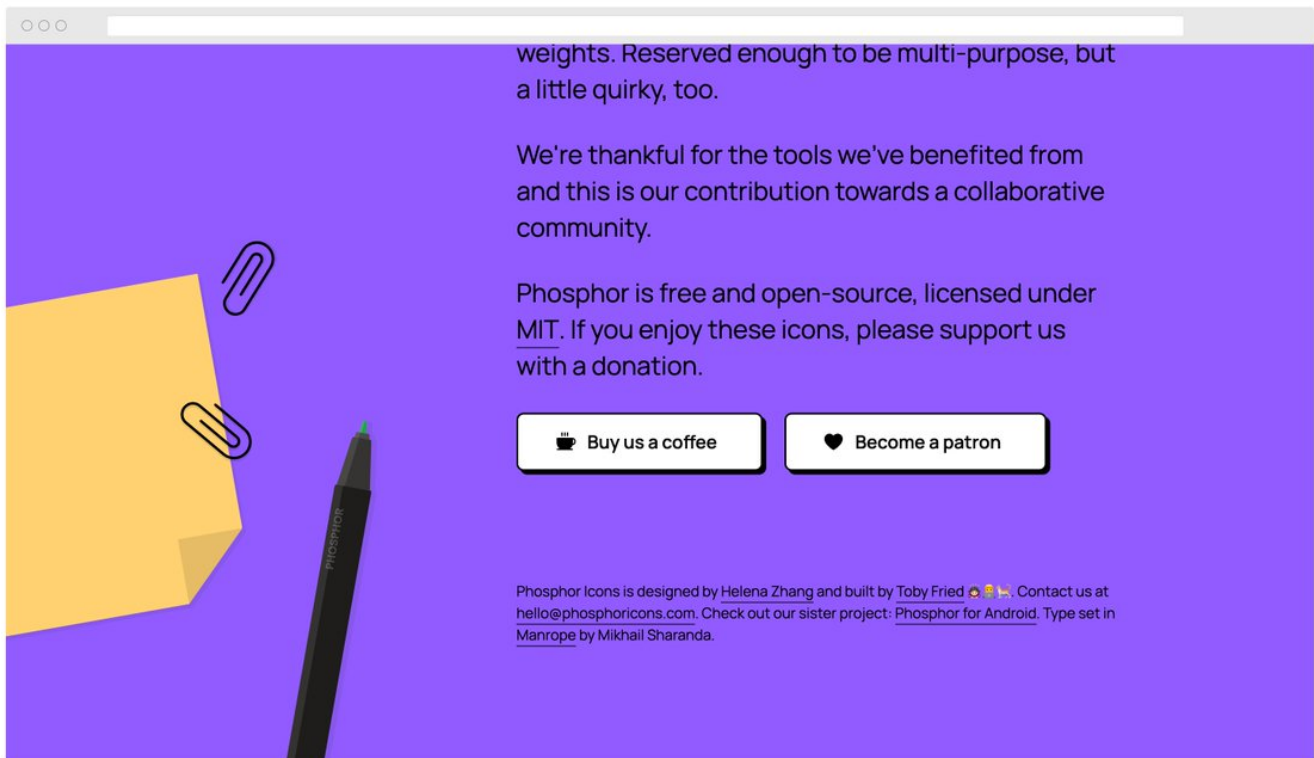 weights. Reserved enough to be multi-purpose, but
a little quirky, too.
We're thankful for the tools we've benefited from
and this is our contribution towards a collaborative
community.
Phosphor is free and open-source, licensed under
MIT. If you enjoy these icons, please support us
with a donation.
Buy us a coffee
Become a patron
PHOSPHOR
Phosphor Icons is designed by Helena Zhang and built by Toby Fried 👩🏻‍🎤👨🏼‍🎤🐈. Contact us at
hello@phosphoricons.com. Check out our sister project: Phosphor for Android. Type set in
Manrope by Mikhail Sharanda.